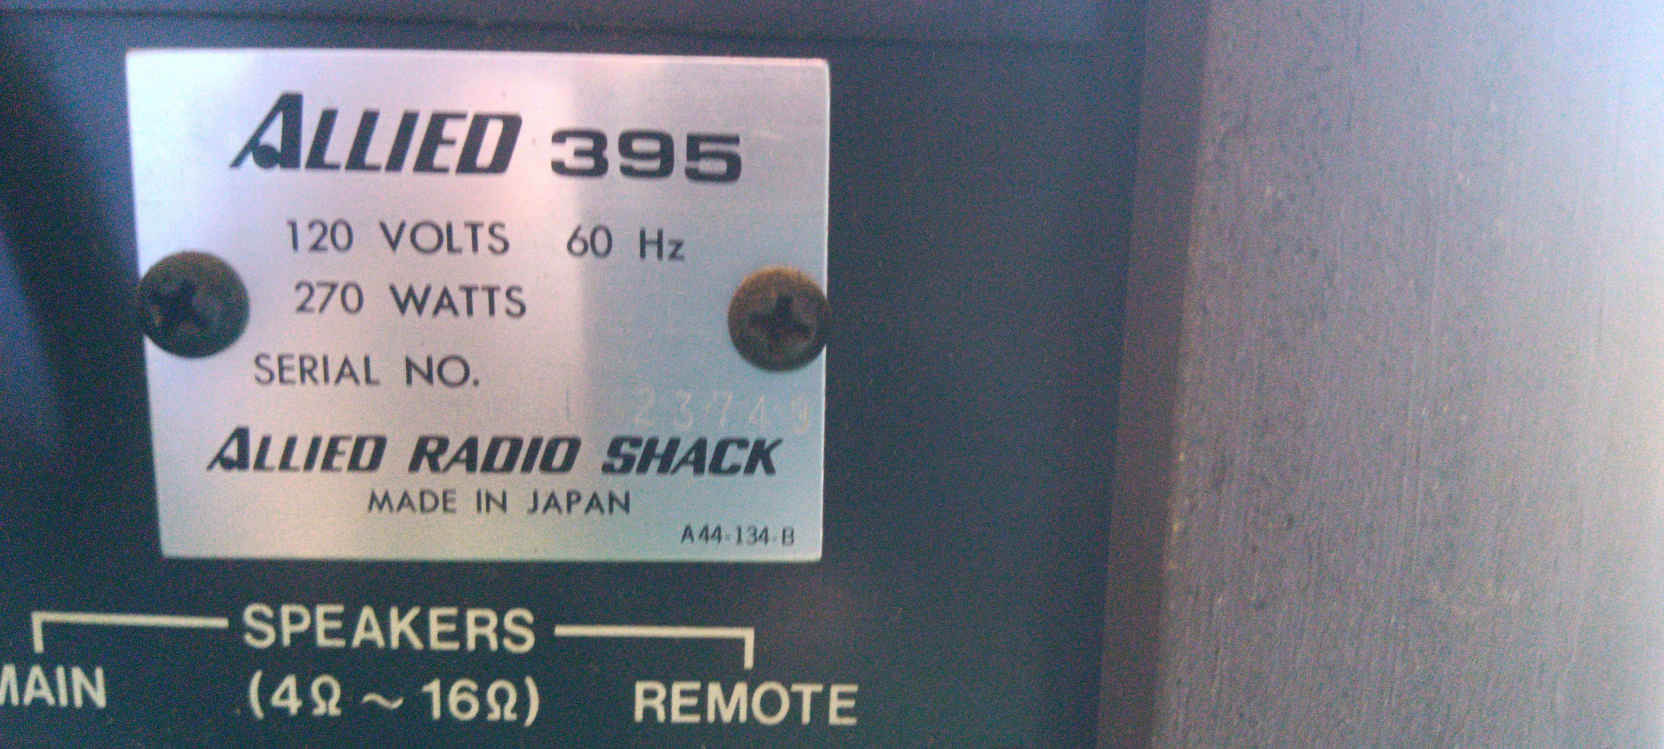 ALLIED 395
120 VOLTS 60 Hz
270 WATTS
SERIAL NO.
ALLIED RADIO SHACK
MADE IN JAPAN
A44-134-B
SPEAKERS
MAIN (4Ω ~ 16Ω) REMOTE